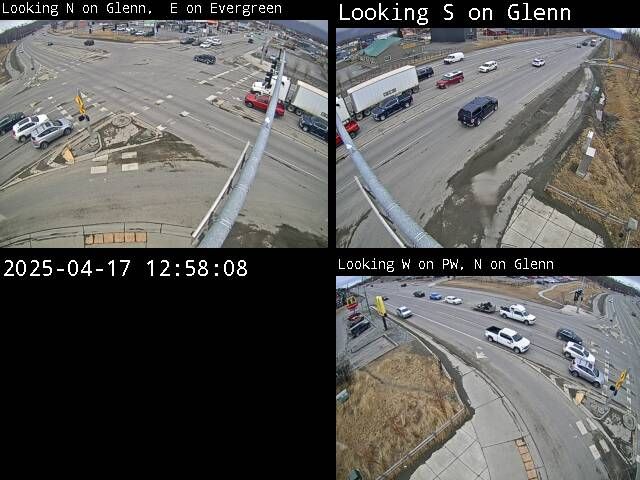 Looking N on Glenn,  E on Evergreen
Looking S on Glenn
2025-04-17 12:58:08
Looking W on PW, N on Glenn